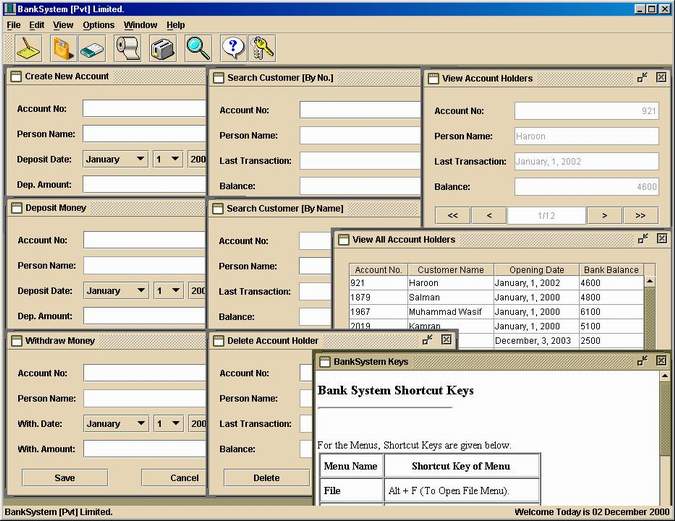 BankSystem [Pvt] Limited.
File Edit View Options Window Help
Create New Account
Account No:
Person Name:
Deposit Date: January 1 200
Dep. Amount:
Search Customer [By No.]
Account No:
Person Name:
Last Transaction:
Balance:
View Account Holders
Account No: 921
Person Name: Haroon
Last Transaction: January, 1, 2002
Balance: 4600
<< < 1/12 > >>
Deposit Money
Account No:
Person Name:
Deposit Date: January 1 200
Dep. Amount:
Search Customer [By Name]
Account No:
Person Name:
Last Transaction:
Balance:
View All Account Holders
Account No. Customer Name Opening Date Bank Balance
921 Haroon January, 1, 2002 4600
1879 Salman January, 1, 2000 4800
1967 Muhammad Wasif January, 1, 2000 6100
2019 Kamran January, 1, 2000 5100
December, 3, 2003 2500
Withdraw Money
Account No:
Person Name:
With. Date: January 1 200
With. Amount:
Save Cancel
Delete Account Holder
Account No:
Person Name:
Last Transaction:
Balance:
Delete
BankSystem Keys
Bank System Shortcut Keys
For the Menus, Shortcut Keys are given below.
Menu Name Shortcut Key of Menu
File Alt + F (To Open File Menu).
BankSystem [Pvt] Limited. Welcome Today is 02 December 2000